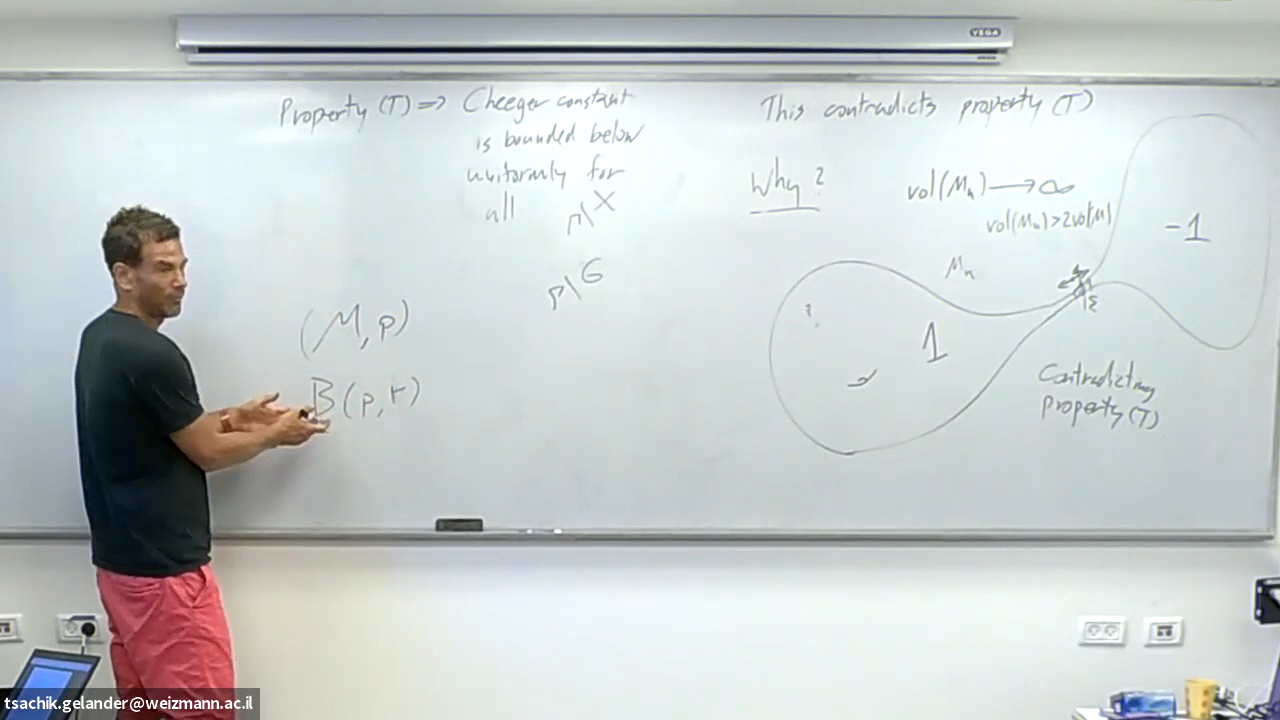 VEGA
Property (T) ⇒ Cheeger constant
is bounded below
uniformly for
all Γ\X
Γ\G
(M, p)
B(p, r)
This contradicts property (T)
Why?
vol(Mn) → ∞
vol(Mn) > 2vol(M)
Mn
-1
1
ε
Contradicting
Property (T)
tsachik.gelander@weizmann.ac.il